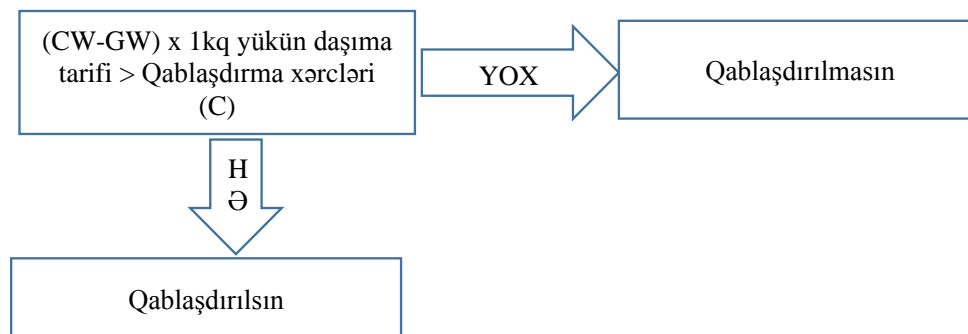 (CW-GW) x 1kq yükün daşıma
tarifi > Qablaşdırma xərcləri
(C)
YOX
Qablaşdırılmasın
H
Ə
Qablaşdırılsın